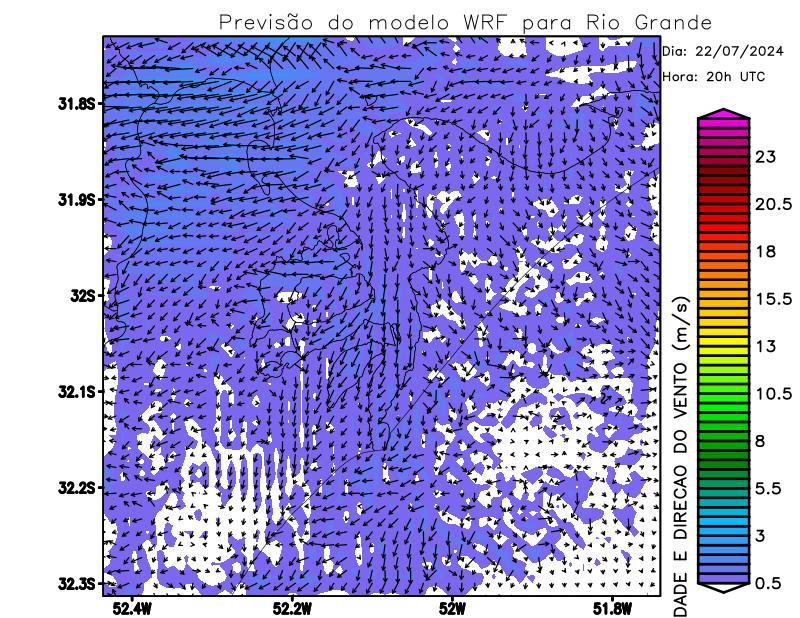 Previsão do modelo WRF para Rio Grande
Dia: 22/07/2024
Hora: 20h UTC
31.8S
31.9S
32S
32.1S
32.2S
32.3S
52.4W
52.2W
52W
51.8W
DADE E DIRECAO DO VENTO (m/s)
23
20.5
18
15.5
13
10.5
8
5.5
3
0.5